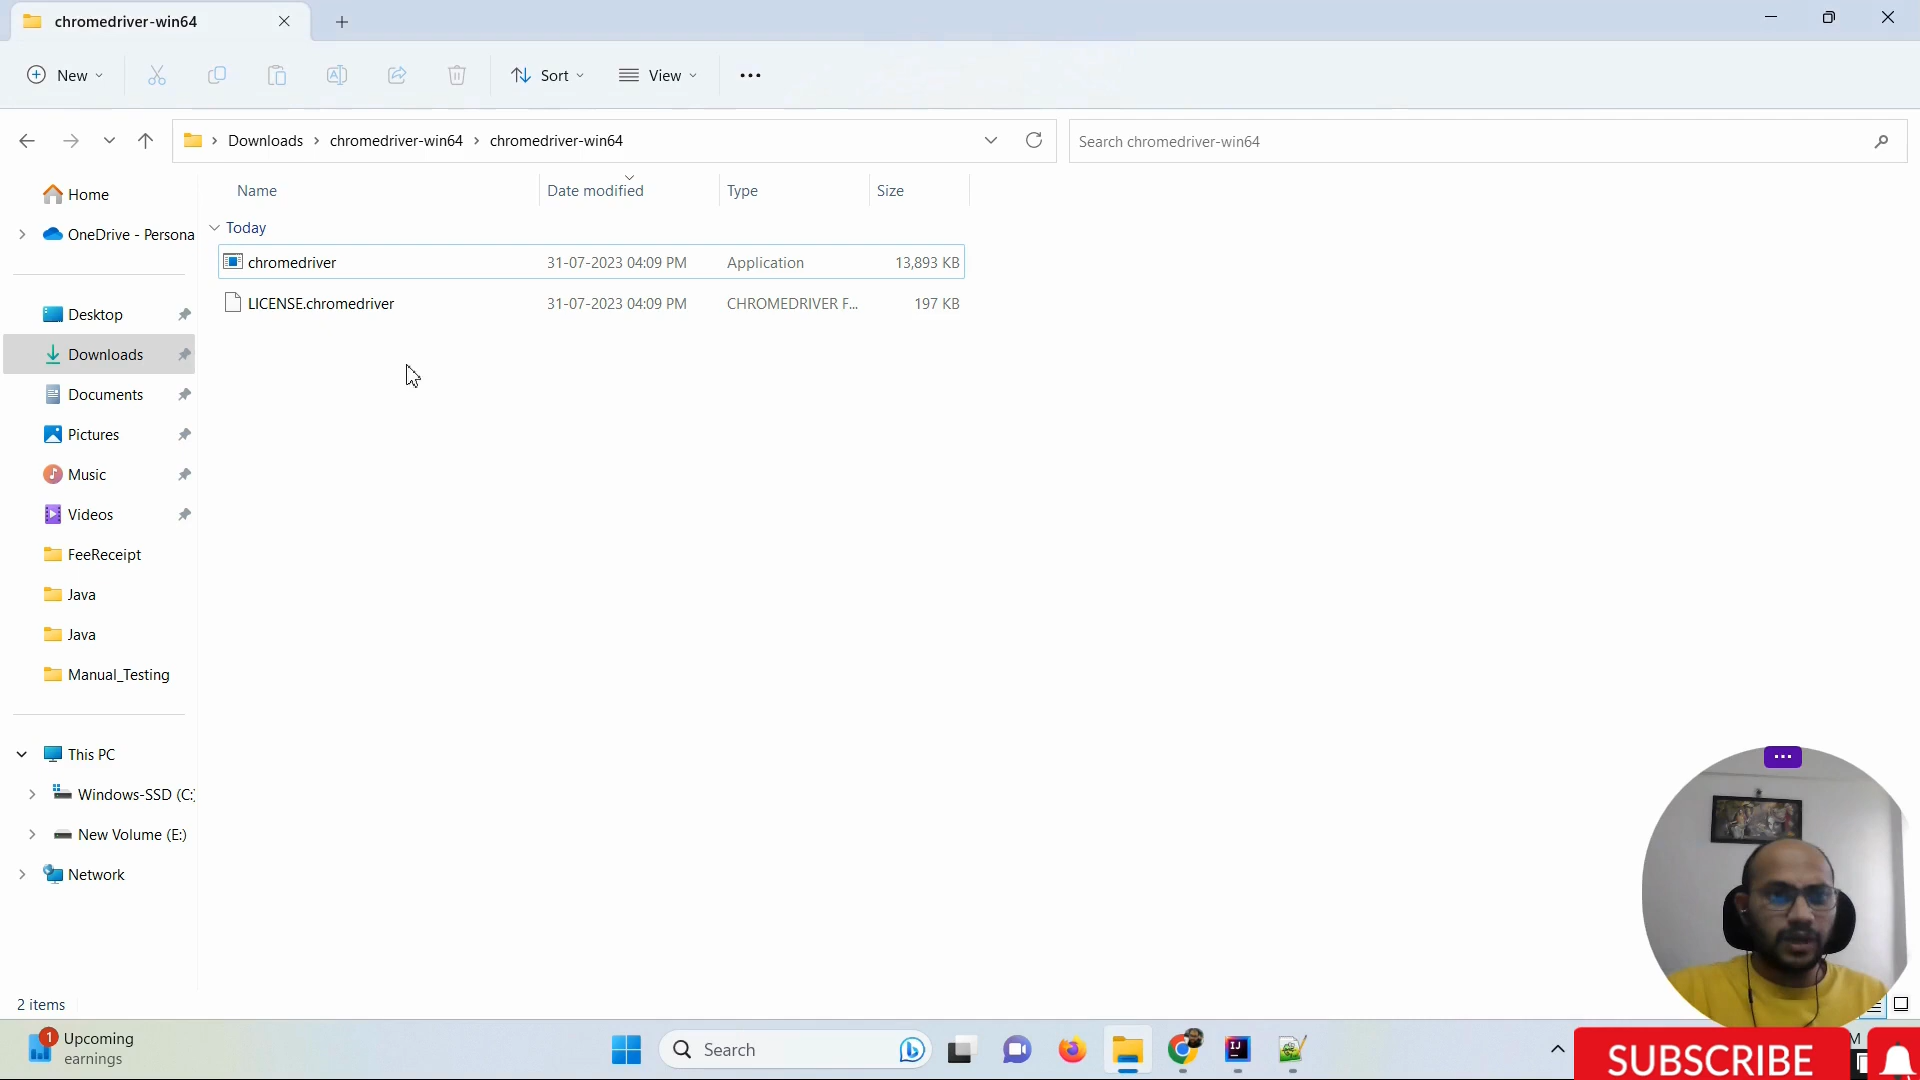 chromedriver-win64
New
Sort
View
Downloads > chromedriver-win64 > chromedriver-win64
Search chromedriver-win64
Name
Date modified
Type
Size
Home
OneDrive - Persona
Desktop
Downloads
Documents
Pictures
Music
Videos
FeeReceipt
Java
Java
Manual_Testing
This PC
Windows-SSD (C:
New Volume (E:)
Network
Today
chromedriver 31-07-2023 04:09 PM Application 13,893 KB
LICENSE.chromedriver 31-07-2023 04:09 PM CHROMEDRIVER F... 197 KB
2 items
1
Upcoming
earnings
Search
IJ
SUBSCRIBE